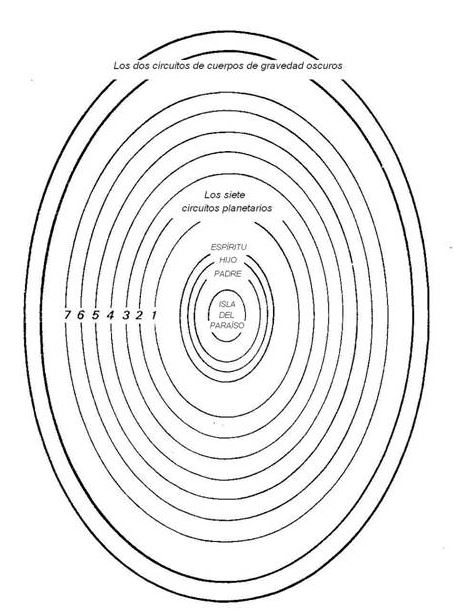 Los dos circuitos de cuerpos de gravedad oscuros
Los siete
circuitos planetarios
ESPÍRITU
HIJO
PADRE
ISLA
DEL
PARAÍSO
7 6 5 4 3 2 1